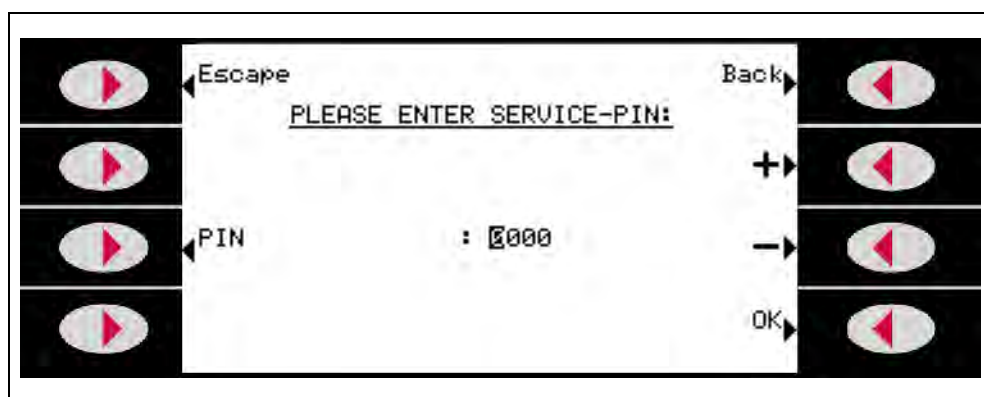 Escape Back
PLEASE ENTER SERVICE-PIN:
+
PIN : 0000 -
OK